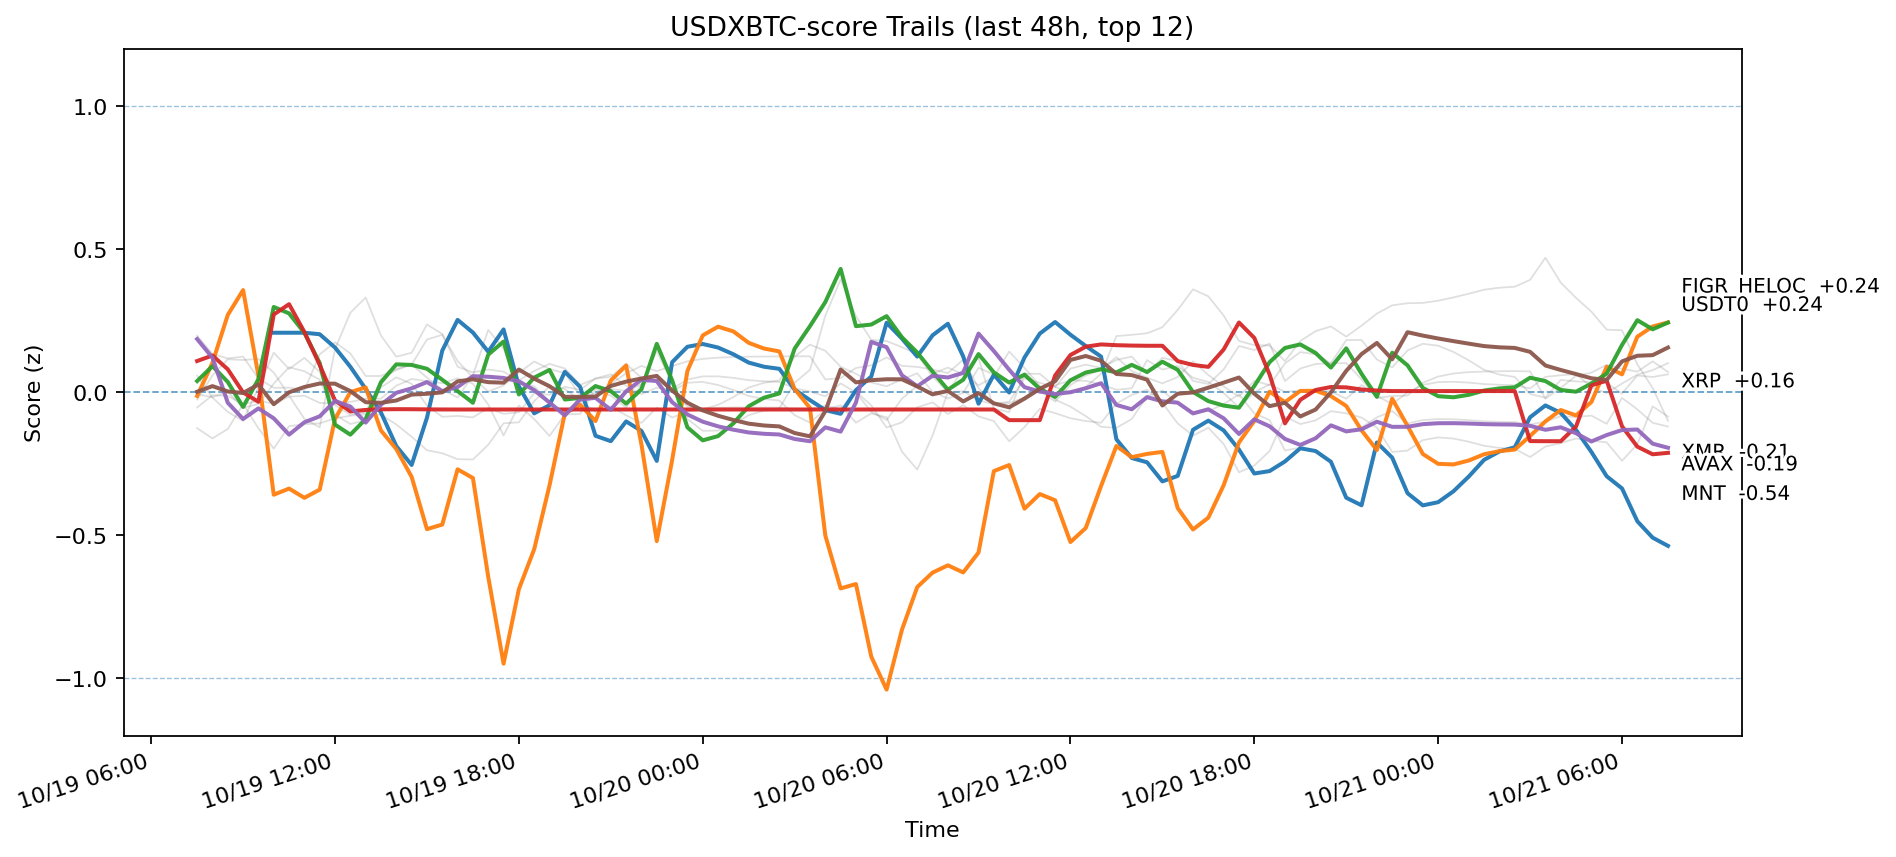 USDXBTC-score Trails (last 48h, top 12)
Score (z)
1.0
0.5
0.0
−0.5
−1.0
FIGR_HELOC +0.24
USDT0 +0.24
XRP +0.16
XMR -0.21
AVAX -0.19
MNT -0.54
10/19 06:00
10/19 12:00
10/19 18:00
10/20 00:00
10/20 06:00
10/20 12:00
10/20 18:00
10/21 00:00
10/21 06:00
Time